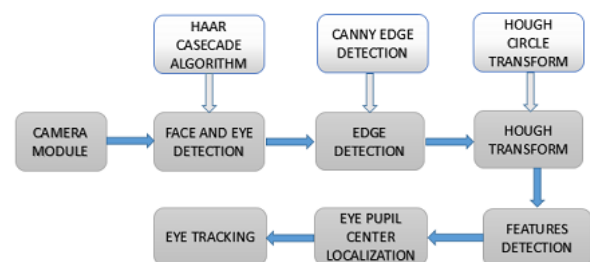 HAAR
CASECADE
ALGORITHM
CANNY EDGE
DETECTION
HOUGH
CIRCLE
TRANSFORM
CAMERA
MODULE
FACE AND EYE
DETECTION
EDGE
DETECTION
HOUGH
TRANSFORM
EYE TRACKING
EYE PUPIL
CENTER
LOCALIZATION
FEATURES
DETECTION